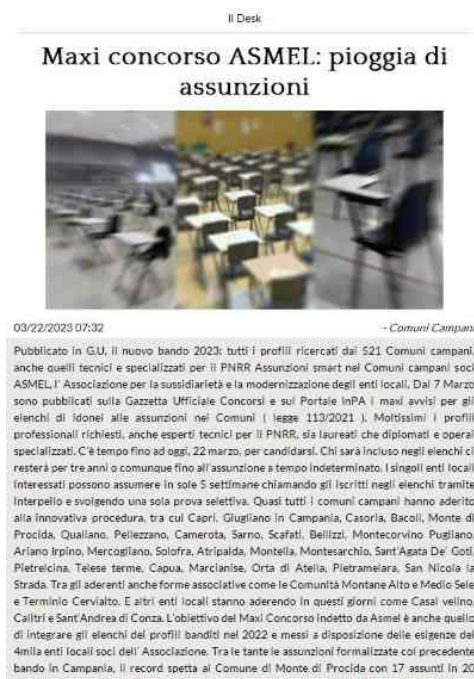 Il Desk
Maxi concorso ASMEL: pioggia di
assunzioni
03/22/2023 07:32
- Comuni Campani
Pubblicato in G.U. il nuovo bando 2023: tutti i profili ricercati dai 521 Comuni campani,
anche quelli tecnici e specializzati per il PNRR Assunzioni smart nei Comuni campani soci
ASMEL, l' Associazione per la sussidiarietà e la modernizzazione degli enti locali. Dal 7 Marzo
sono pubblicati sulla Gazzetta Ufficiale Concorsi e sul Portale InPA i maxi avvisi per gli
elenchi di idonei alle assunzioni nei Comuni ( legge 113/2021 ). Moltissimi i profili
professionali richiesti, anche esperti tecnici per il PNRR, sia laureati che diplomati e operai
specializzati. C'è tempo fino ad oggi, 22 marzo, per candidarsi. Chi sarà incluso negli elenchi ci
resterà per tre anni o comunque fino all'assunzione a tempo indeterminato. I singoli enti locali
interessati possono assumere in sole 5 settimane chiamando gli iscritti negli elenchi tramite
interpello e svolgendo una sola prova selettiva. Quasi tutti i comuni campani hanno aderito
alla innovativa procedura, tra cui Capri, Giugliano in Campania, Casoria, Bacoli, Monte di
Procida, Qualiano, Pellezzano, Camerota, Sarno, Scafati, Bellizzi, Montecorvino Pugliano,
Ariano Irpino, Mercogliano, Solofra, Atripalda, Montella, Montesarchio, Sant'Agata De' Goti,
Pietrelcina, Telese terme, Capua, Marcianise, Orta di Atella, Pietramelara, San Nicola la
Strada. Tra gli aderenti anche forme associative come le Comunità Montane Alto e Medio Sele
e Terminio Cervialto. E altri enti locali stanno aderendo in questi giorni come Casal velino,
Calitri e Sant'Andrea di Conza. L'obiettivo del Maxi Concorso indetto da Asmel è anche quello
di integrare gli elenchi dei profili banditi nel 2022 e messi a disposizione delle esigenze dei
4mila enti locali soci dell' Associazione. Tra le tante le assunzioni formalizzate col precedente
bando in Campania, il record spetta al Comune di Monte di Procida con 17 assunti in 20